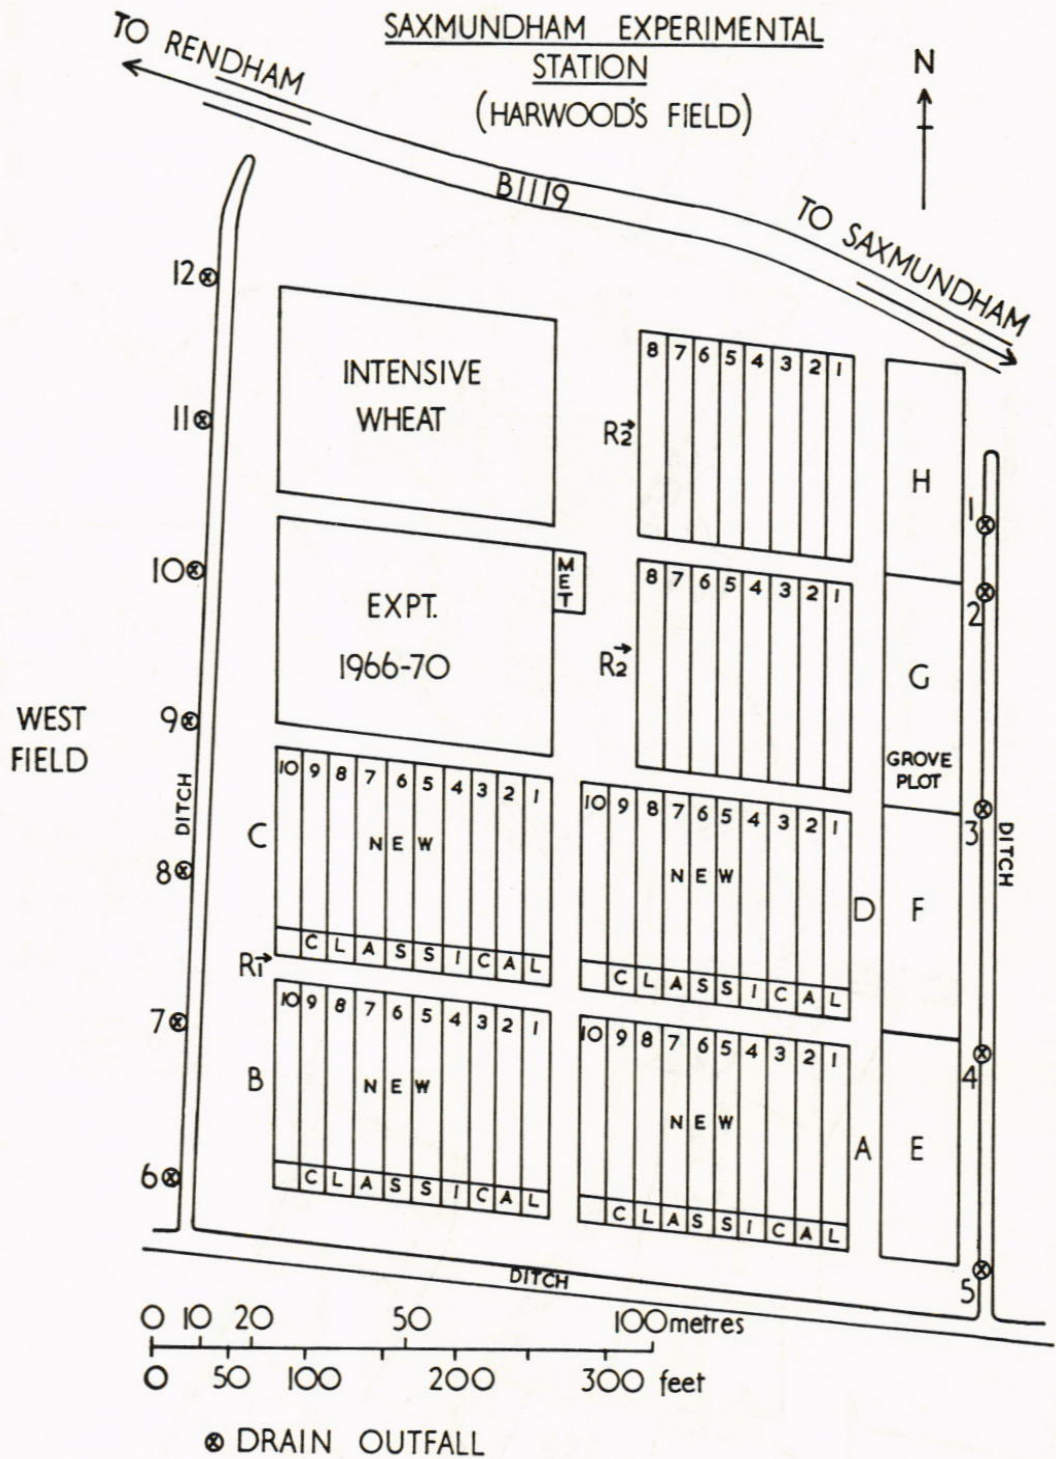 SAXMUNDHAM EXPERIMENTAL
STATION
(HARWOOD'S FIELD)
TO RENDHAM
N
B1119
TO SAXMUNDHAM
12
INTENSIVE
WHEAT
8 7 6 5 4 3 2 1
11
R2
H
1
10
MET
8 7 6 5 4 3 2 1
2
EXPT.
1966-70
R2
G
WEST
FIELD
9
GROVE
PLOT
DITCH
10 9 8 7 6 5 4 3 2 1
10 9 8 7 6 5 4 3 2 1
3
DITCH
C
NEW
NEW
8
D
F
CLASSICAL
R1
CLASSICAL
10 9 8 7 6 5 4 3 2 1
10 9 8 7 6 5 4 3 2 1
7
4
B
NEW
NEW
A
E
6
CLASSICAL
CLASSICAL
DITCH
5
0 10 20 50 100 metres
0 50 100 200 300 feet
DRAIN OUTFALL